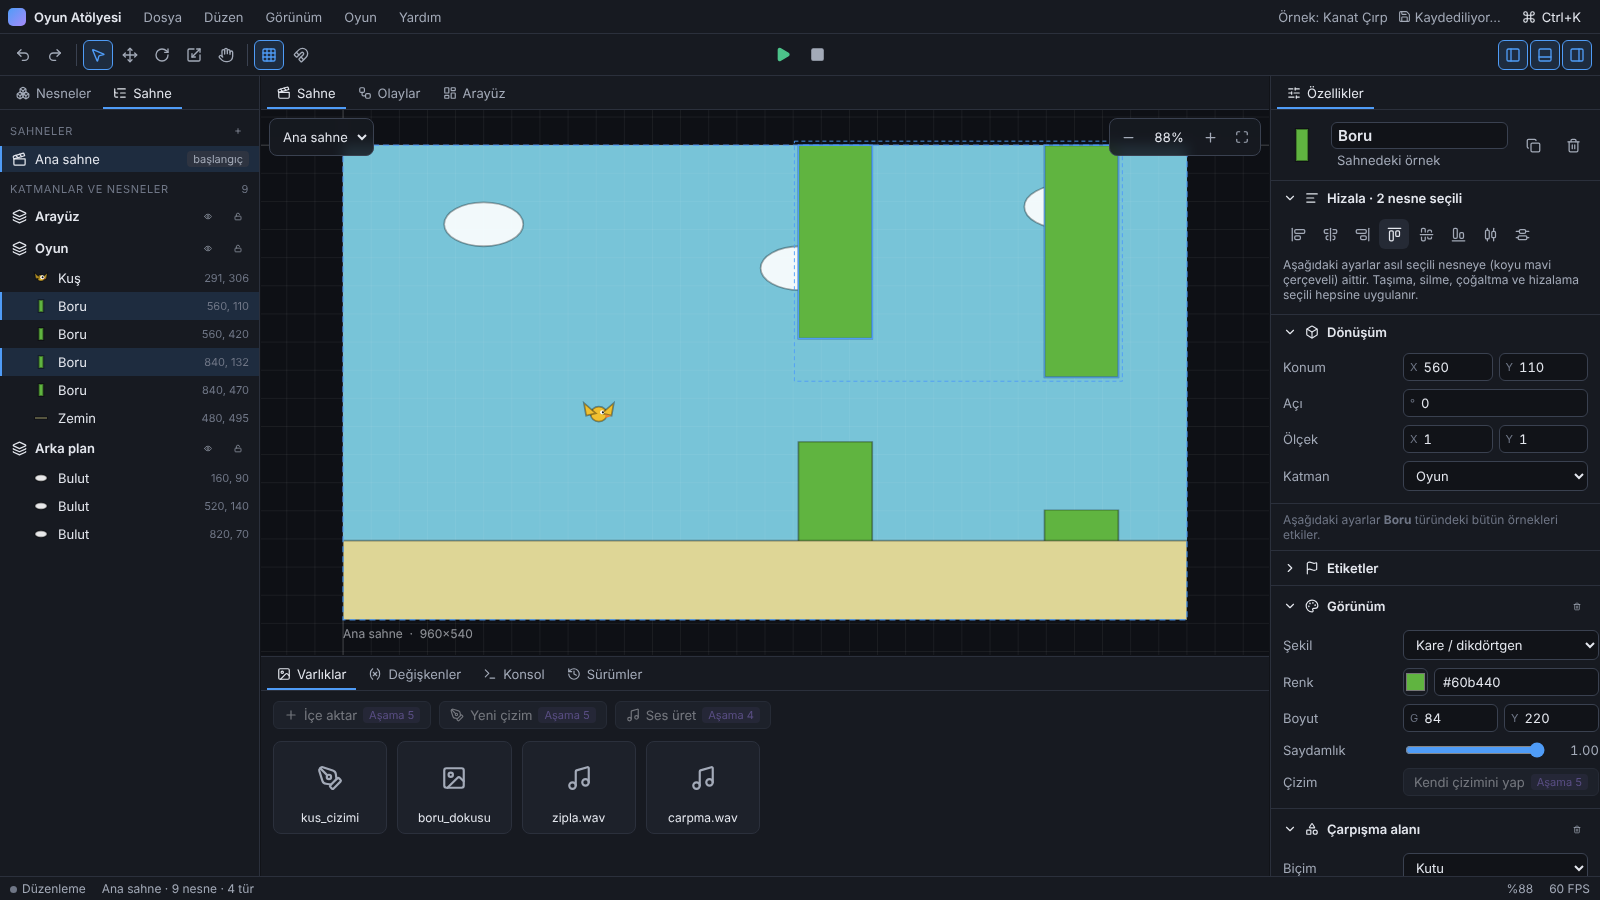 Oyun Atölyesi Dosya Düzen Görünüm Oyun Yardım
Örnek: Kanat Çırp Kaydediliyor... ⌘ Ctrl+K
Nesneler Sahne
SAHNELER +
Ana sahne başlangıç
KATMANLAR VE NESNELER 9
Arayüz
Oyun
Kuş 291, 306
Boru 560, 110
Boru 560, 420
Boru 840, 132
Boru 840, 470
Zemin 480, 495
Arka plan
Bulut 160, 90
Bulut 520, 140
Bulut 820, 70
Sahne Olaylar Arayüz
Ana sahne
88%
Ana sahne · 960×540
Varlıklar Değişkenler Konsol Sürümler
İçe aktar Aşama 5
Yeni çizim Aşama 5
Ses üret Aşama 4
kus_cizimi
boru_dokusu
zipla.wav
carpma.wav
Özellikler
Boru
Sahnedeki örnek
Hizala · 2 nesne seçili
Aşağıdaki ayarlar asıl seçili nesneye (koyu mavi
çerçeveli) aittir. Taşıma, silme, çoğaltma ve hizalama
seçili hepsine uygulanır.
Dönüşüm
Konum X 560 Y 110
Açı ° 0
Ölçek X 1 Y 1
Katman Oyun
Aşağıdaki ayarlar Boru türündeki bütün örnekleri
etkiler.
Etiketler
Görünüm
Şekil Kare / dikdörtgen
Renk #60b440
Boyut G 84 Y 220
Saydamlık 1.00
Çizim Kendi çizimini yap Aşama 5
Çarpışma alanı
Biçim Kutu
Düzenleme Ana sahne · 9 nesne · 4 tür
%88 60 FPS